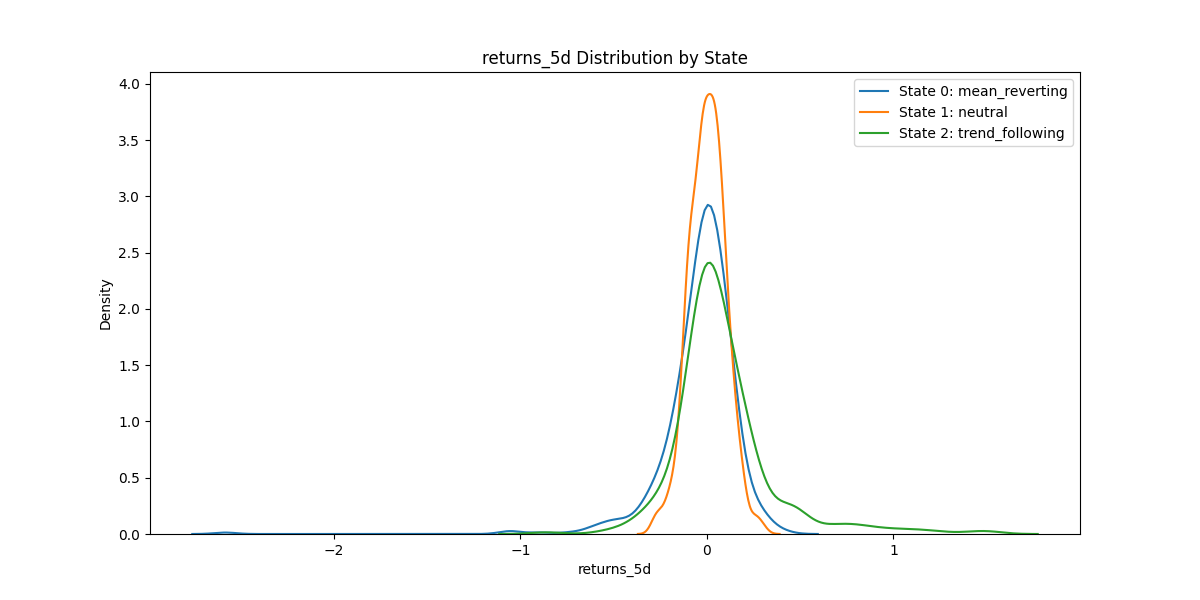 returns_5d Distribution by State
State 0: mean_reverting
State 1: neutral
State 2: trend_following
Density
4.0
3.5
3.0
2.5
2.0
1.5
1.0
0.5
0.0
−2
−1
0
1
returns_5d